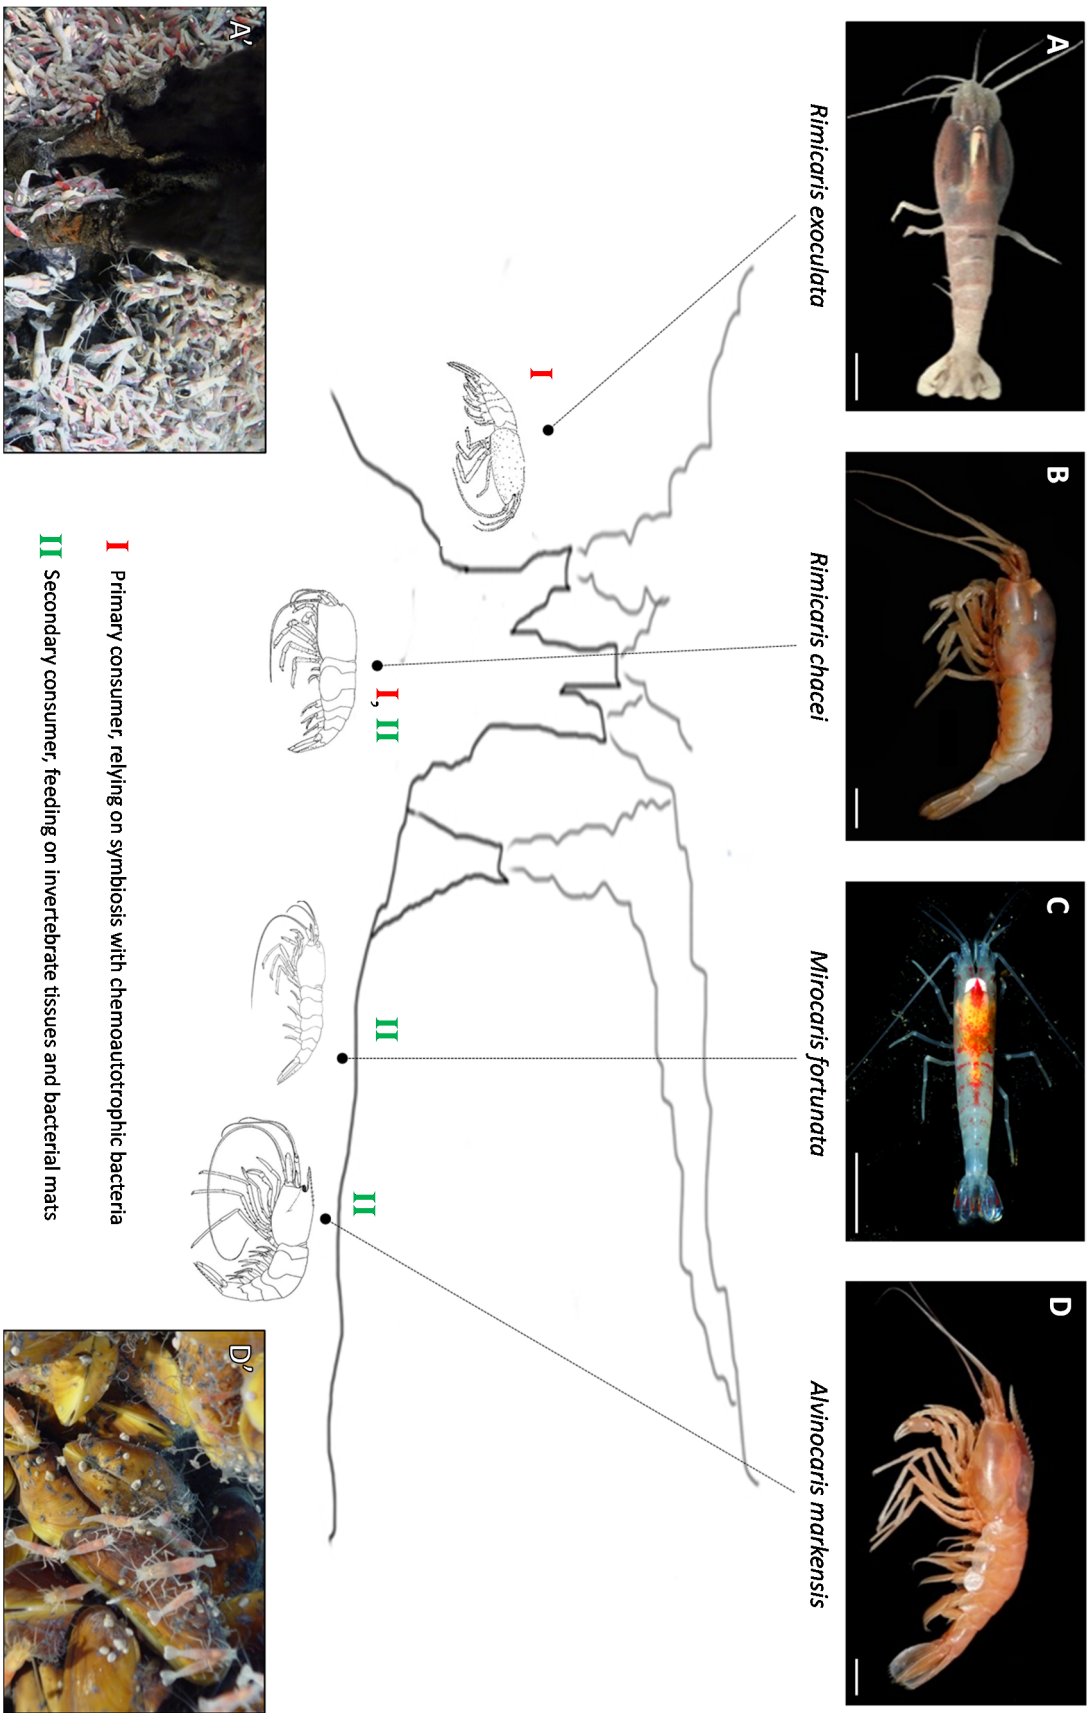 A
B
C
D
Rimicaris exoculata
Rimicaris chacei
Mirocaris fortunata
Alvinocaris markensis
I
I, II
II
II
A'
D'
I Primary consumer, relying on symbiosis with chemoautotrophic bacteria
II Secondary consumer, feeding on invertebrate tissues and bacterial mats